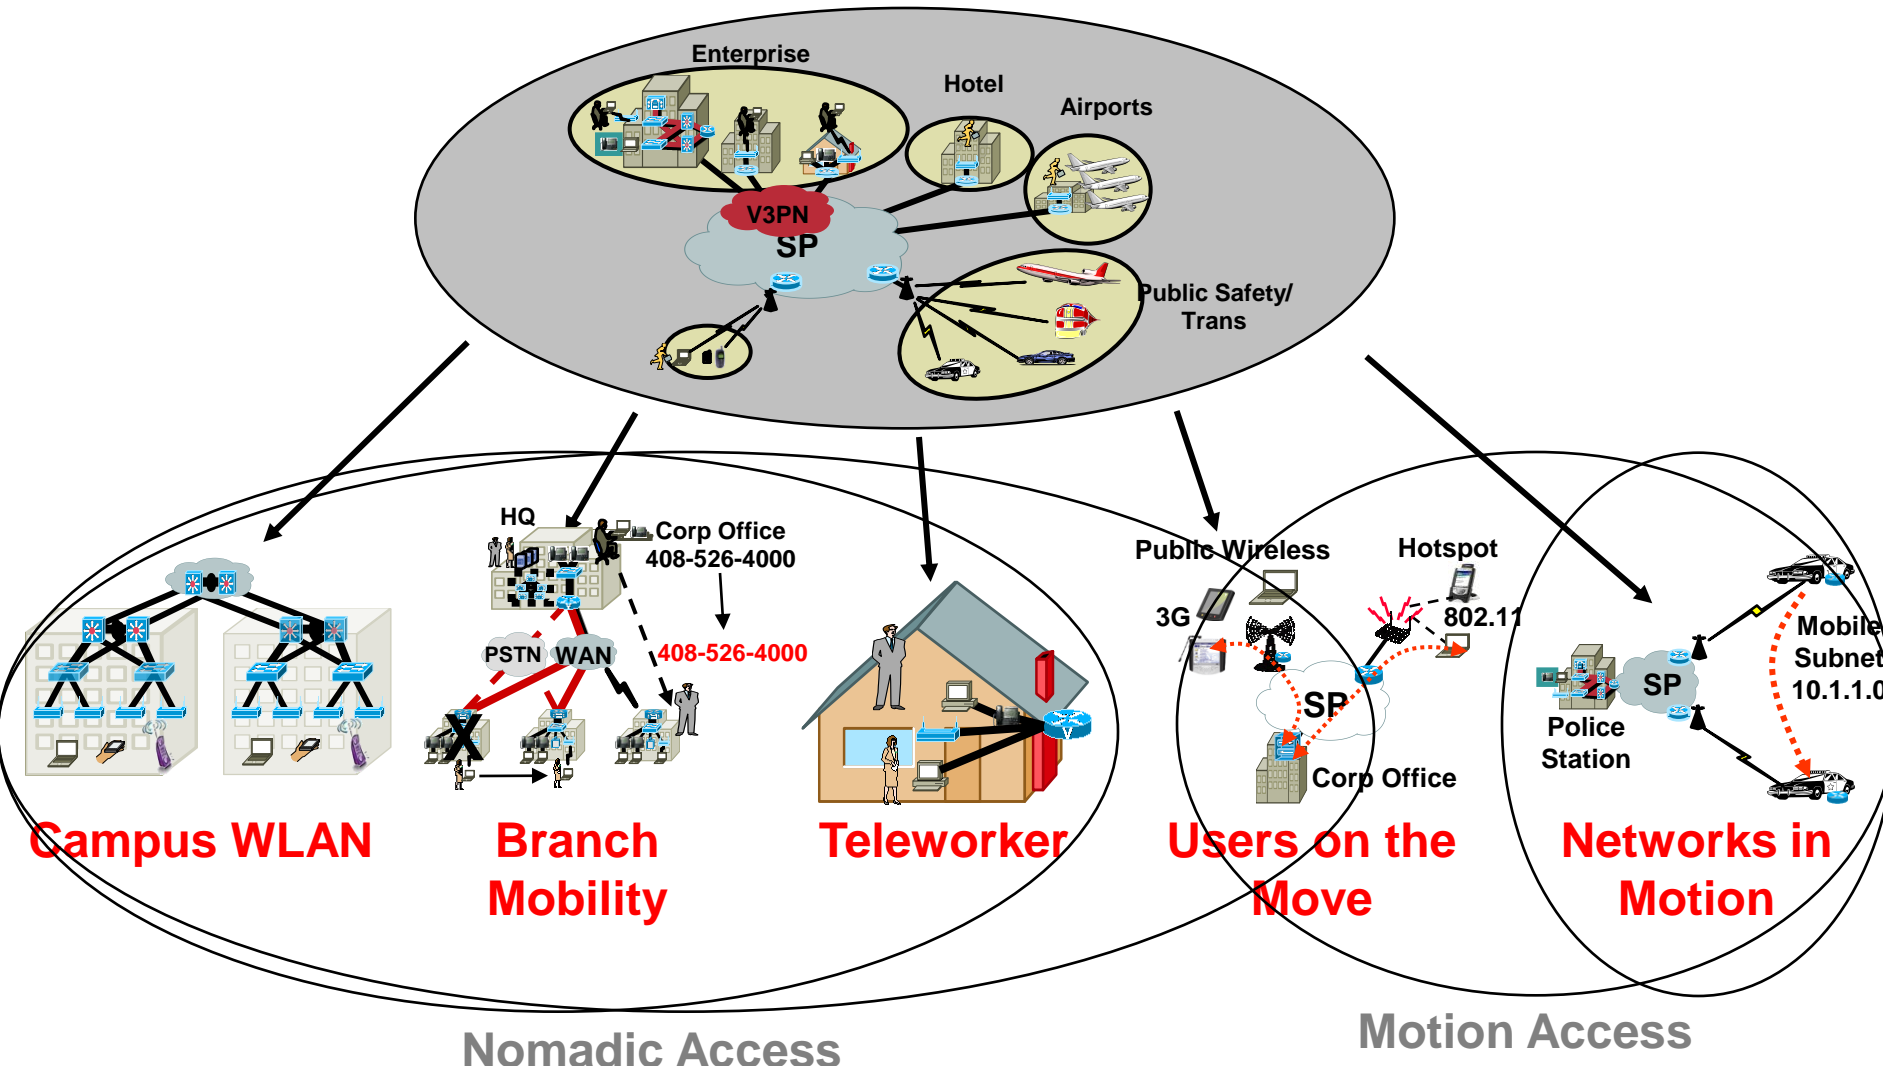 Enterprise
Hotel
Airports
V3PN
SP
Public Safety/
Trans
HQ
Corp Office
408-526-4000
PSTN
WAN
408-526-4000
Public Wireless
Hotspot
3G
802.11
SP
Corp Office
Mobile
Subnet
10.1.1.0
SP
Police
Station
V
X
Campus WLAN
Branch
Mobility
Teleworker
Users on the
Move
Networks in
Motion
Nomadic Access
Motion Access